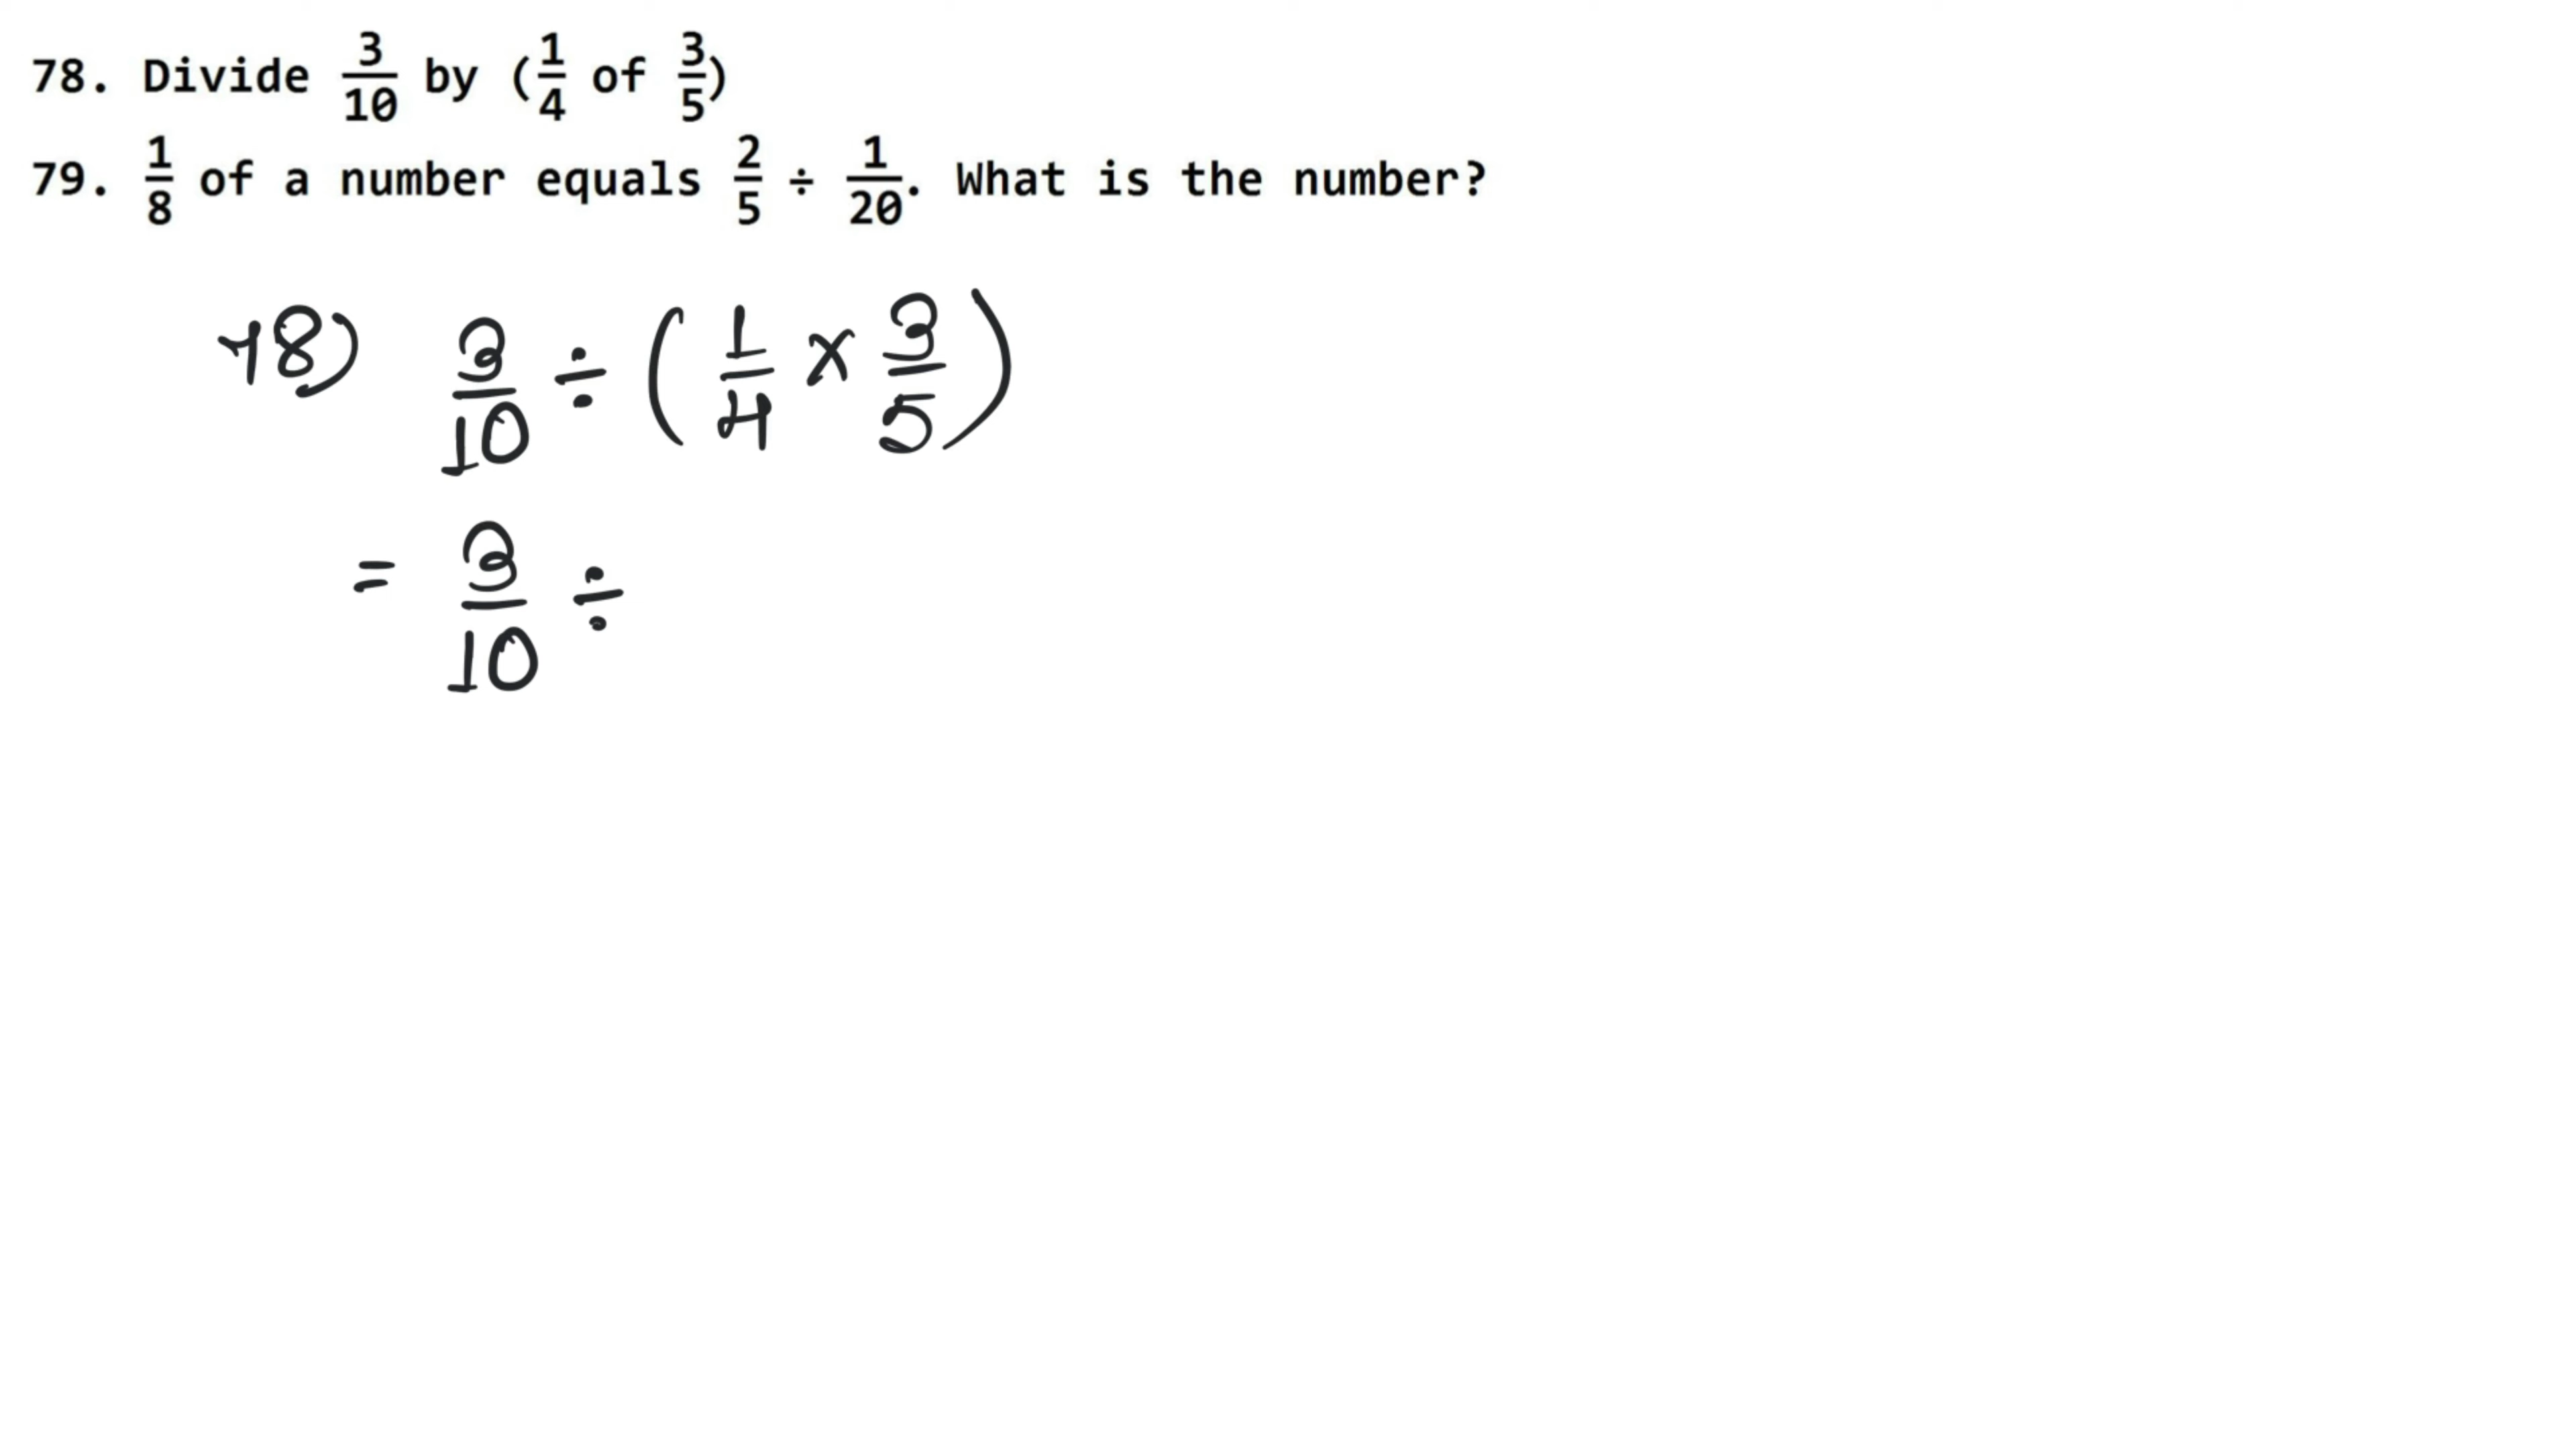 78. Divide 3/10 by (1/4 of 3/5)
79. 1/8 of a number equals 2/5 ÷ 1/20. What is the number?
78) 3/10 ÷ (1/4 × 3/5)
= 3/10 ÷